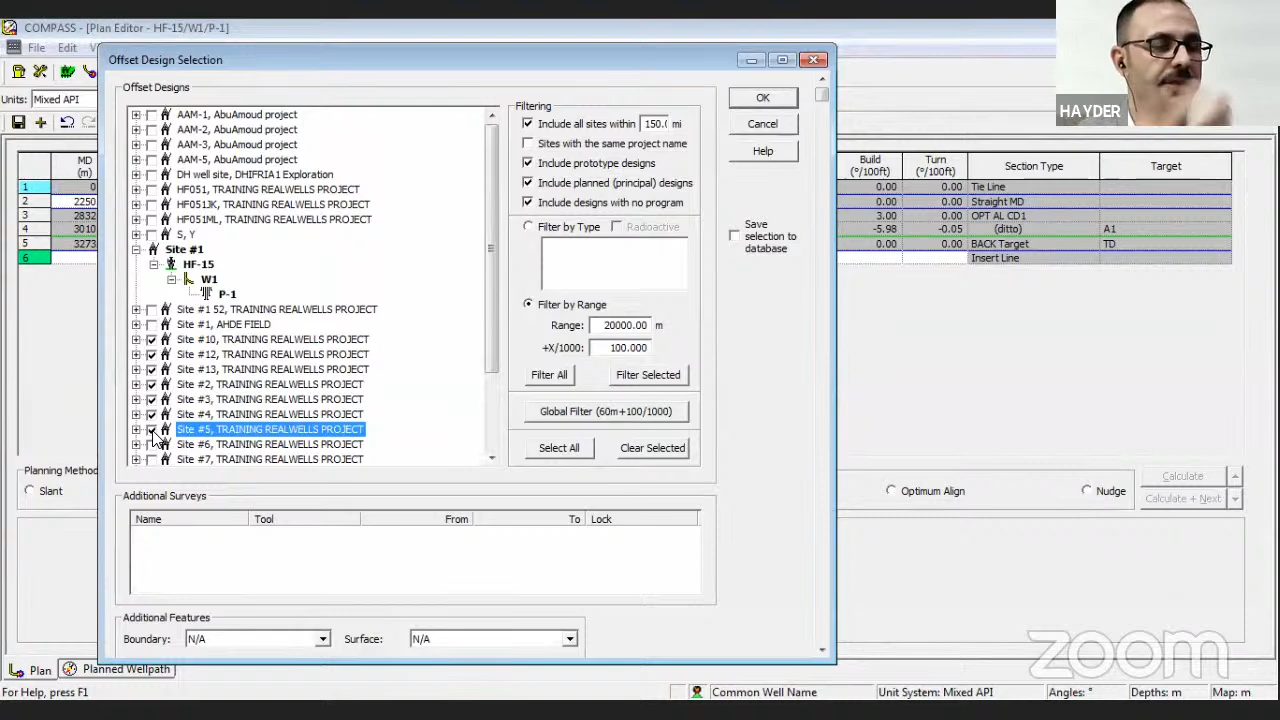 COMPASS - [Plan Editor - HF-15/W1/P-1]
File Edit V
Units: Mixed API
Offset Design Selection
Offset Designs
AAM-1, AbuAmoud project
AAM-2, AbuAmoud project
AAM-3, AbuAmoud project
AAM-5, AbuAmoud project
DH well site, DHIFRIA1 Exploration
HF051, TRAINING REALWELLS PROJECT
HF051JK, TRAINING REALWELLS PROJECT
HF051ML, TRAINING REALWELLS PROJECT
S, Y
Site #1
HF-15
W1
P-1
Site #1 52, TRAINING REALWELLS PROJECT
Site #1, AHDE FIELD
Site #10, TRAINING REALWELLS PROJECT
Site #12, TRAINING REALWELLS PROJECT
Site #13, TRAINING REALWELLS PROJECT
Site #2, TRAINING REALWELLS PROJECT
Site #3, TRAINING REALWELLS PROJECT
Site #4, TRAINING REALWELLS PROJECT
Site #5, TRAINING REALWELLS PROJECT
Site #6, TRAINING REALWELLS PROJECT
Site #7, TRAINING REALWELLS PROJECT
Filtering
Include all sites within 150.( mi
Sites with the same project name
Include prototype designs
Include planned (principal) designs
Include designs with no program
Filter by Type Radioactive
Filter by Range
Range: 20000.00 m
+X/1000: 100.000
Filter All Filter Selected
Global Filter (60m+100/1000)
Select All Clear Selected
OK
Cancel
Help
Save
selection to
database
Additional Surveys
Name Tool From To Lock
Additional Features
Boundary: N/A Surface: N/A
HAYDER
MD
(m)
Build
(°/100ft)
Turn
(°/100ft)
Section Type Target
1 0 0.00 0.00 Tie Line
2 2250 0.00 0.00 Straight MD
3 2832 3.00 0.00 OPT AL CD1
4 3010 -5.98 -0.05 (ditto) A1
5 3273 0.00 0.00 BACK Target TD
6 Insert Line
Planning Metho
Slant Optimum Align Nudge
Calculate
Calculate + Next
zoom
Plan Planned Wellpath
For Help, press F1 Common Well Name Unit System: Mixed API Angles: ° Depths: m Map: m